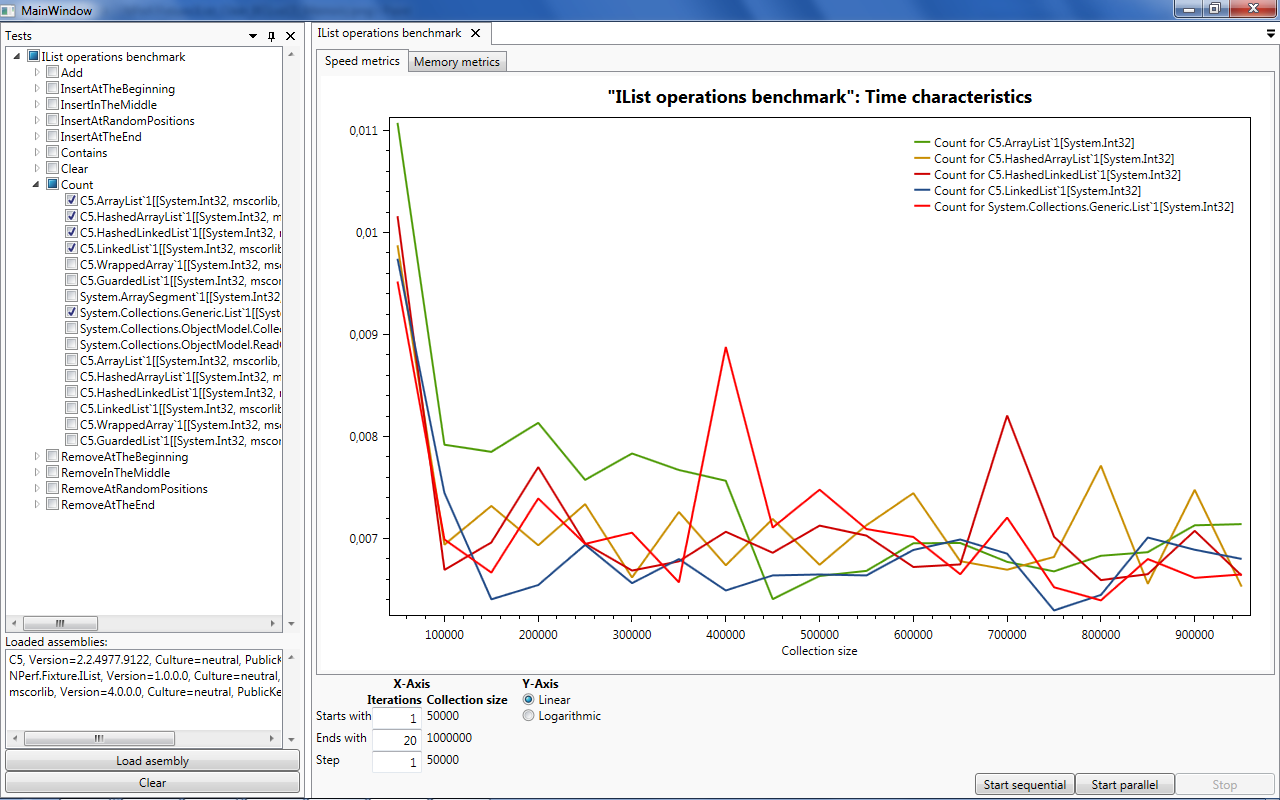 MainWindow
Tests
IList operations benchmark
Add
InsertAtTheBeginning
InsertInTheMiddle
InsertAtRandomPositions
InsertAtTheEnd
Contains
Clear
Count
C5.ArrayList`1[[System.Int32, mscorlib,
C5.HashedArrayList`1[[System.Int32, m
C5.HashedLinkedList`1[[System.Int32,
C5.LinkedList`1[[System.Int32, mscorlib
C5.WrappedArray`1[[System.Int32, ms
C5.GuardedList`1[[System.Int32, mscor
System.ArraySegment`1[[System.Int32,
System.Collections.Generic.List`1[[Syst
System.Collections.ObjectModel.Colle
System.Collections.ObjectModel.Read
C5.ArrayList`1[[System.Int32, mscorlib,
C5.HashedArrayList`1[[System.Int32, m
C5.HashedLinkedList`1[[System.Int32,
C5.LinkedList`1[[System.Int32, mscorlib
C5.WrappedArray`1[[System.Int32, ms
C5.GuardedList`1[[System.Int32, mscor
RemoveAtTheBeginning
RemoveInTheMiddle
RemoveAtRandomPositions
RemoveAtTheEnd
Loaded assemblies:
C5, Version=2.2.4977.9122, Culture=neutral, PublicK
NPerf.Fixture.IList, Version=1.0.0.0, Culture=neutral,
mscorlib, Version=4.0.0.0, Culture=neutral, PublicKe
Load asembly
Clear
IList operations benchmark
Speed metrics
Memory metrics
"IList operations benchmark": Time characteristics
0,011
0,01
0,009
0,008
0,007
Count for C5.ArrayList`1[System.Int32]
Count for C5.HashedArrayList`1[System.Int32]
Count for C5.HashedLinkedList`1[System.Int32]
Count for C5.LinkedList`1[System.Int32]
Count for System.Collections.Generic.List`1[System.Int32]
100000 200000 300000 400000 500000 600000 700000 800000 900000
Collection size
X-Axis
Iterations Collection size
Starts with 1 50000
Ends with 20 1000000
Step 1 50000
Y-Axis
Linear
Logarithmic
Start sequential
Start parallel
Stop